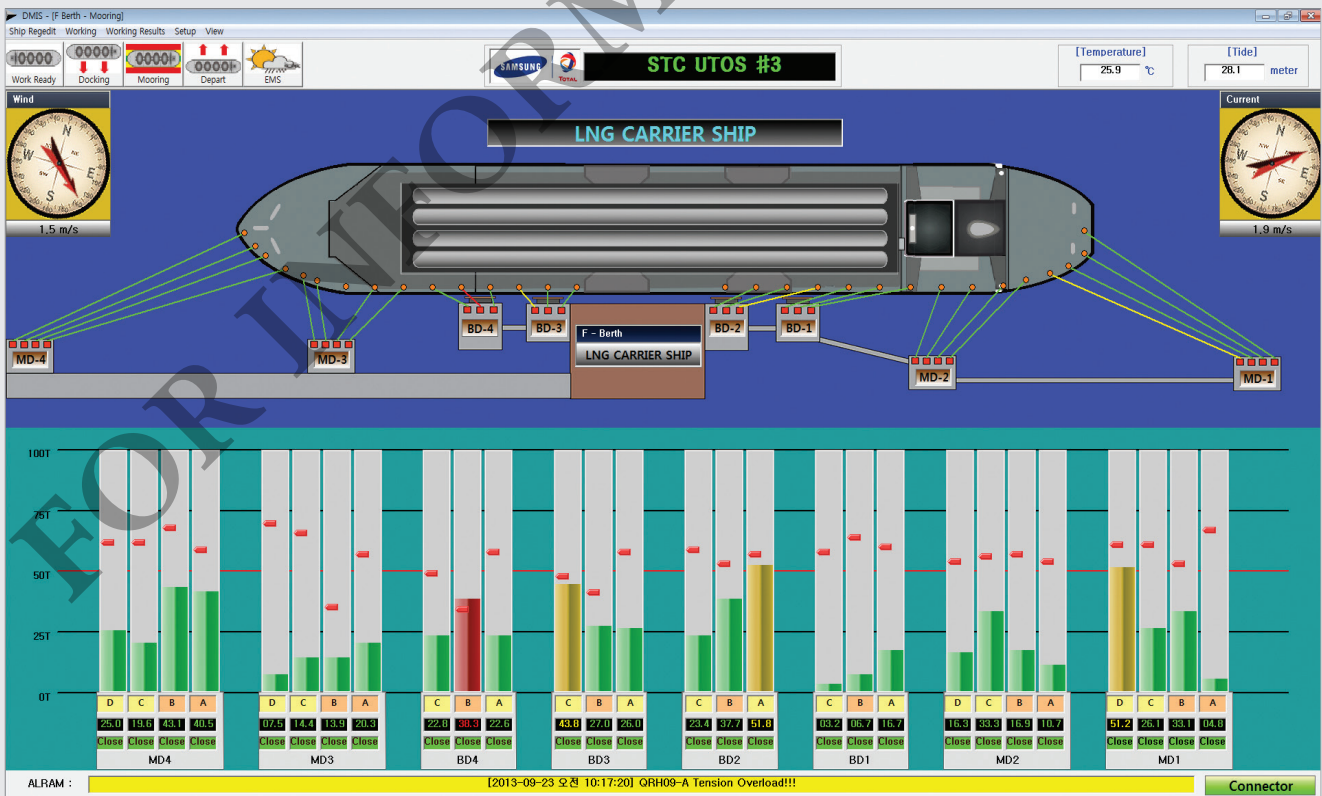 DMIS - [F Berth - Mooring]
Ship Regedit Working Working Results Setup View
Work Ready Docking Mooring Depart EMS
SAMSUNG TOTAL STC UTOS #3
[Temperature] 25.9 ℃
[Tide] 28.1 meter
Wind
1.5 m/s
LNG CARRIER SHIP
Current
1.9 m/s
MD-4 MD-3 BD-4 BD-3 BD-2 BD-1 MD-2 MD-1
F - Berth
LNG CARRIER SHIP
100T
75T
50T
25T
0T
D C B A D C B A C B A C B A C B A C B A D C B A D C B A
25.0 19.6 43.1 40.5 07.5 14.4 13.9 20.3 22.8 38.3 22.6 43.8 27.0 26.0 23.4 37.7 51.8 03.2 06.7 16.7 16.3 33.3 16.9 10.7 51.2 26.1 33.1 04.8
Close Close Close Close Close Close Close Close Close Close Close Close Close Close Close Close Close Close Close Close Close Close Close Close Close Close Close Close
MD4 MD3 BD4 BD3 BD2 BD1 MD2 MD1
ALRAM : [2013-09-23 오전 10:17:20] QRH09-A Tension Overload!!!
Connector